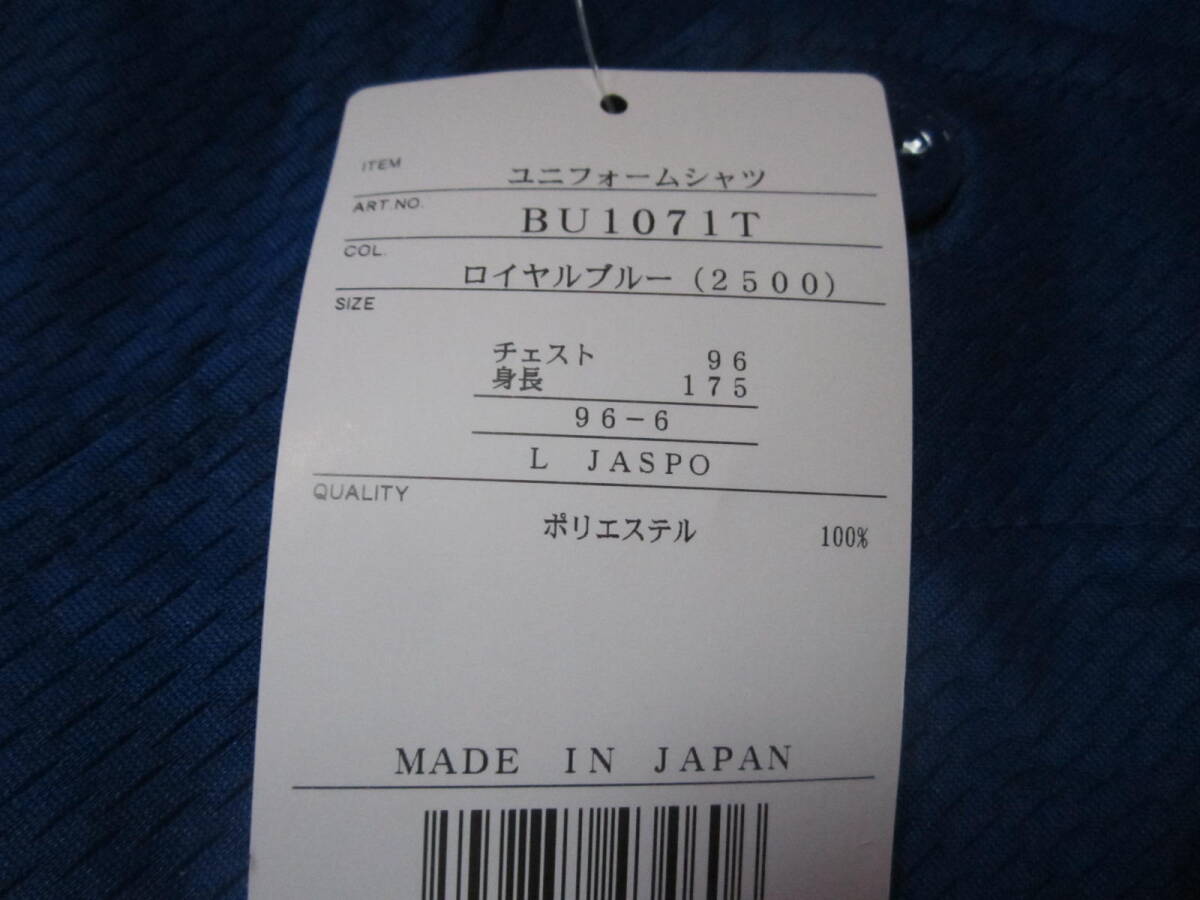 ITEM ユニフォームシャツ
ART.NO. BU1071T
COL. ロイヤルブルー(2500)
SIZE
チェスト 96
身長 175
96-6
L JASPO
QUALITY
ポリエステル 100%
MADE IN JAPAN